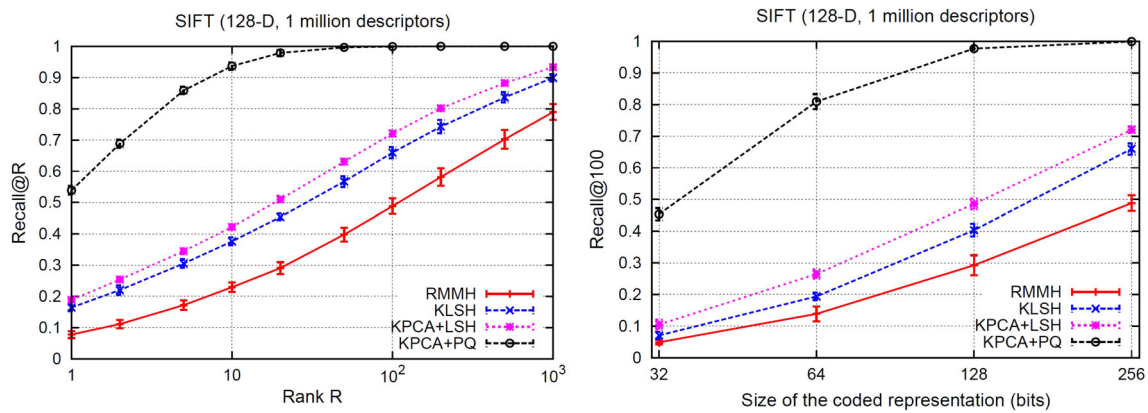 SIFT (128-D, 1 million descriptors)
1
0.9
0.8
0.7
0.6
0.5
0.4
0.3
0.2
0.1
0
Recall@R
RMMH
KLSH
KPCA+LSH
KPCA+PQ
1 10 10² 10³
Rank R
SIFT (128-D, 1 million descriptors)
1
0.9
0.8
0.7
0.6
0.5
0.4
0.3
0.2
0.1
0
Recall@100
RMMH
KLSH
KPCA+LSH
KPCA+PQ
32 64 128 256
Size of the coded representation (bits)